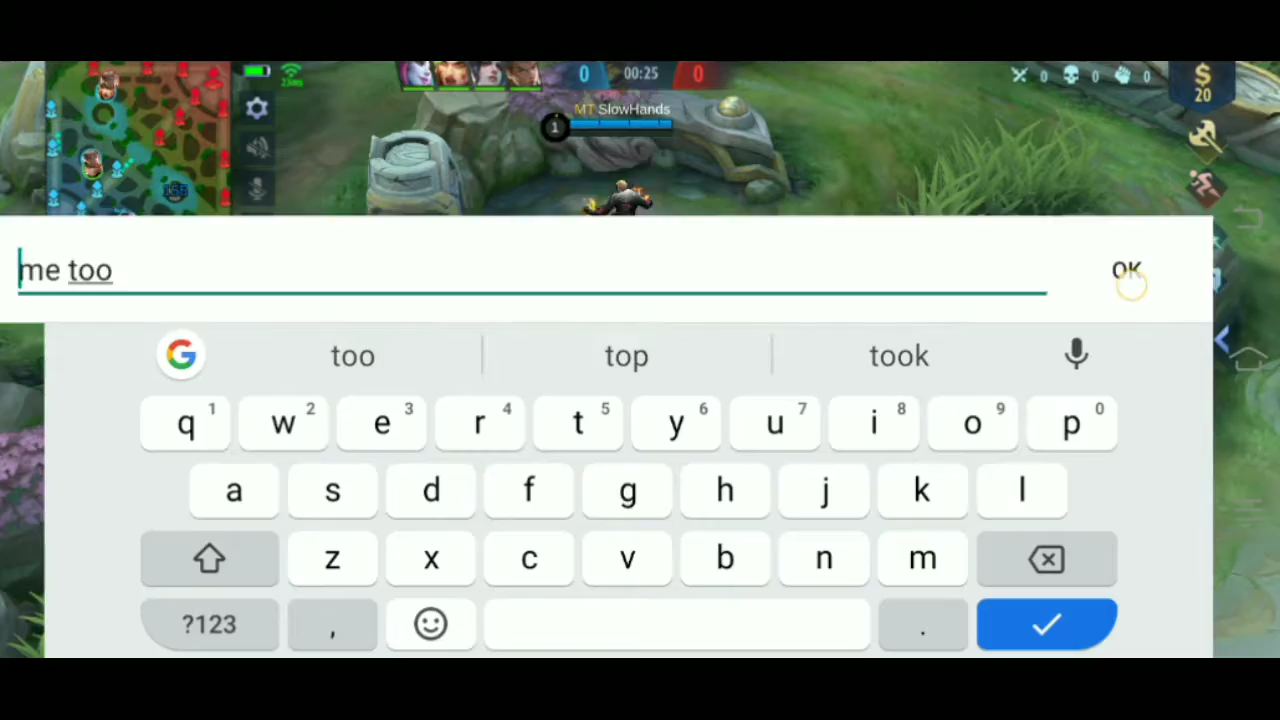 23ms
0 00:25 0
0 0 0
20
1 MT SlowHands
me too OK
too top took
q 1 w 2 e 3 r 4 t 5 y 6 u 7 i 8 o 9 p 0
a s d f g h j k l
z x c v b n m
?123 , .